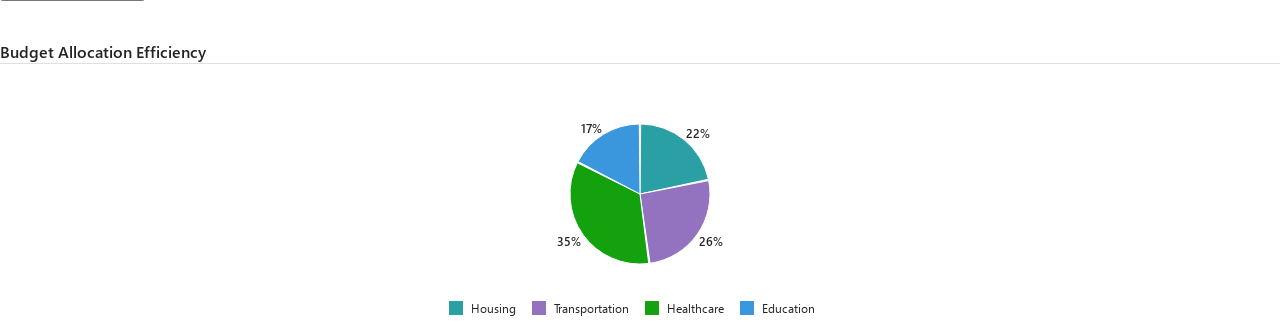 Budget Allocation Efficiency
17%
22%
35%
26%
Housing Transportation Healthcare Education